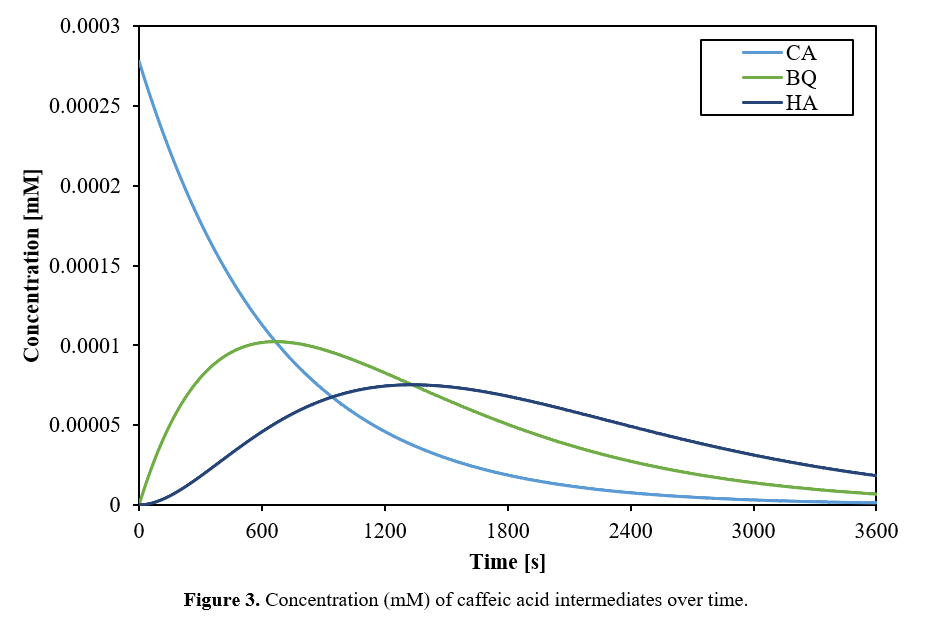 0.0003
0.00025
0.0002
0.00015
0.0001
0.00005
0
Concentration [mM]
CA
BQ
HA
0 600 1200 1800 2400 3000 3600
Time [s]
Figure 3. Concentration (mM) of caffeic acid intermediates over time.